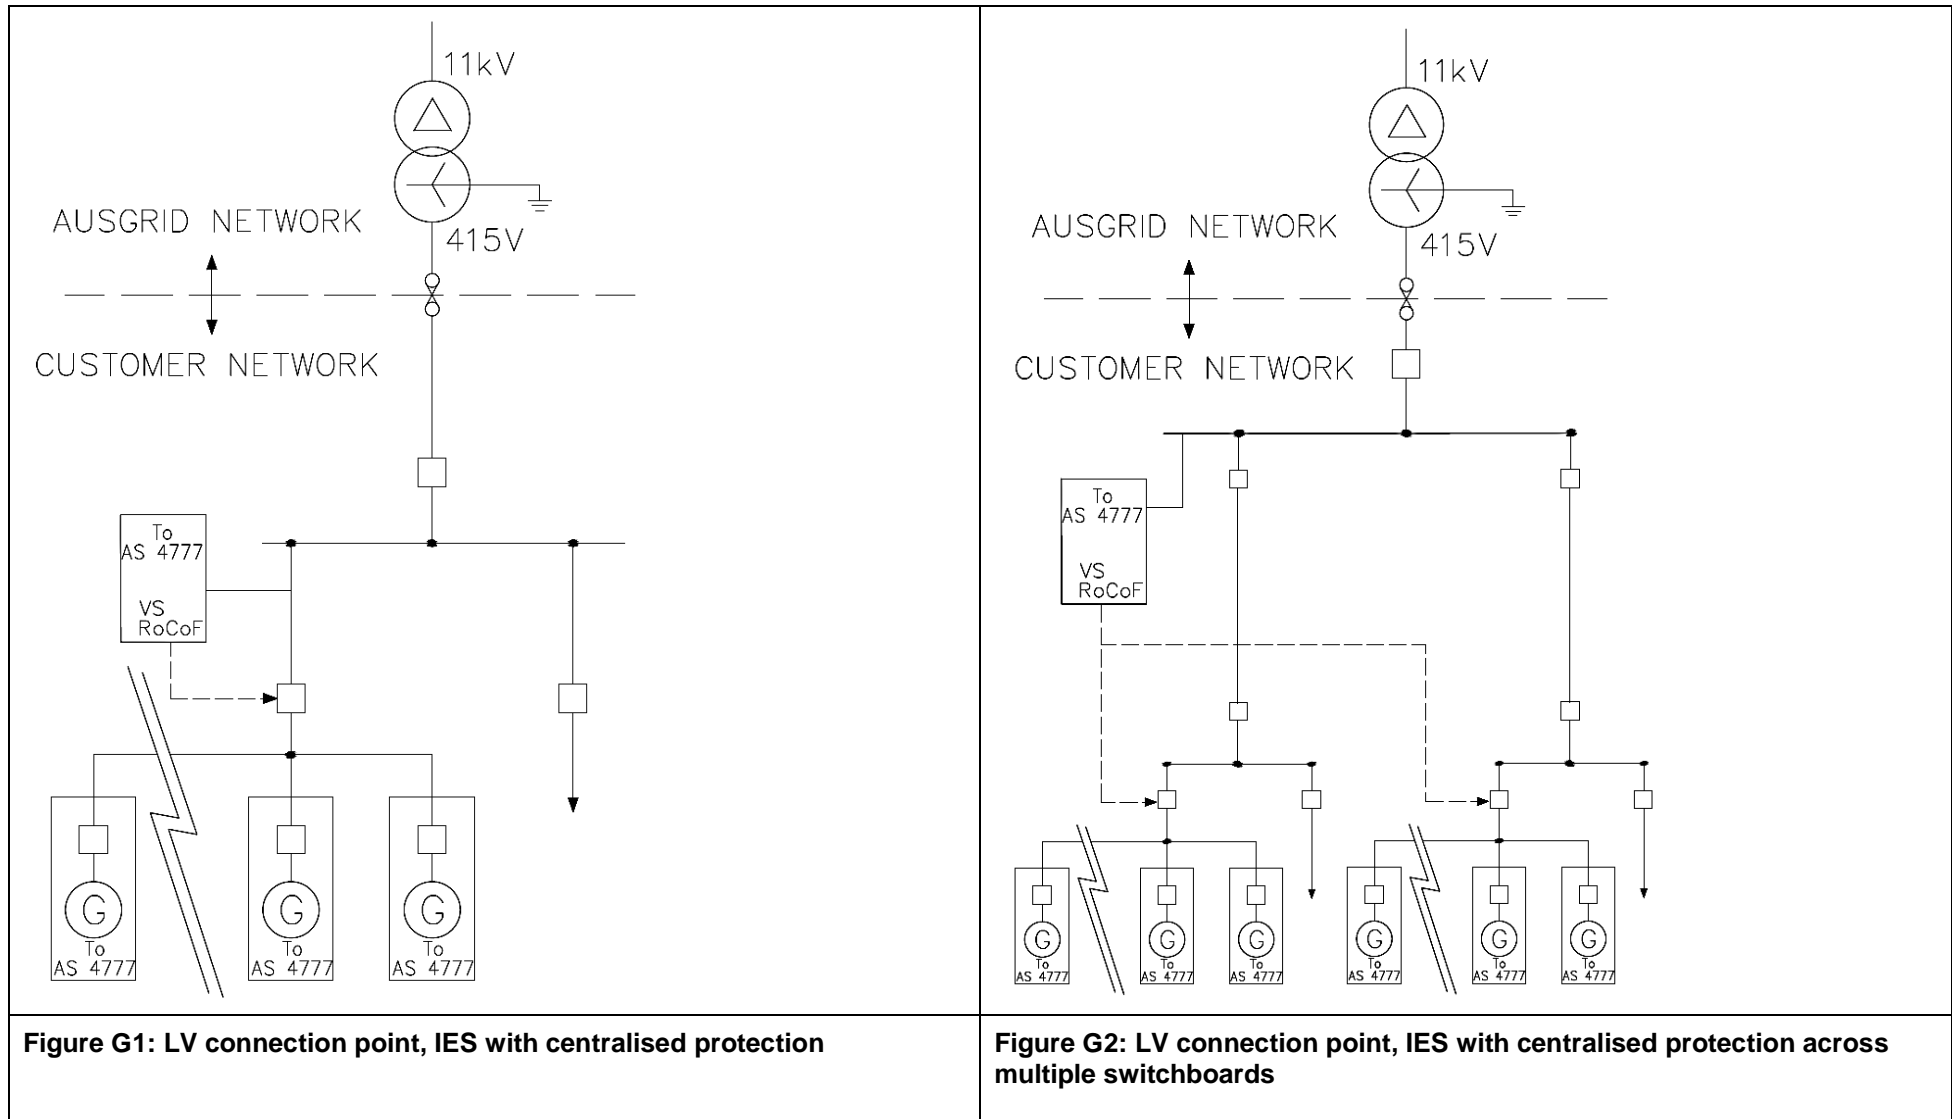 11kV
AUSGRID NETWORK
415V
CUSTOMER NETWORK
To
AS 4777
VS
RoCoF
G
To
AS 4777
G
To
AS 4777
G
To
AS 4777
Figure G1: LV connection point, IES with centralised protection
11kV
AUSGRID NETWORK
415V
CUSTOMER NETWORK
To
AS 4777
VS
RoCoF
G
To
AS 4777
G
To
AS 4777
G
To
AS 4777
G
To
AS 4777
G
To
AS 4777
G
To
AS 4777
Figure G2: LV connection point, IES with centralised protection across
multiple switchboards